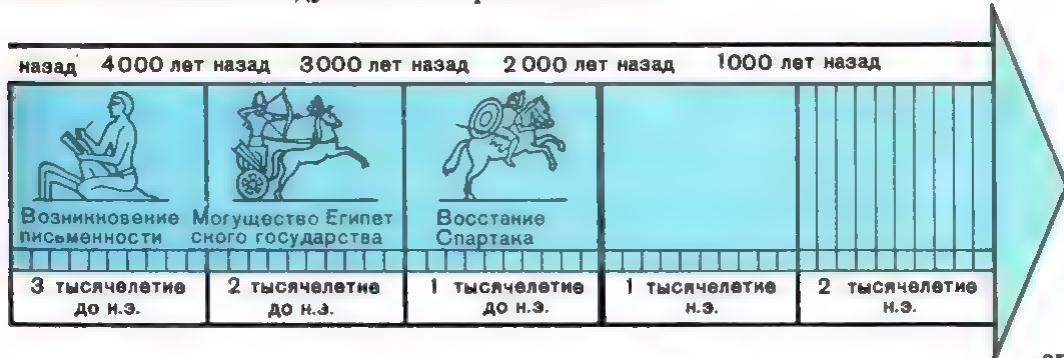 назад 4000 лет назад 3000 лет назад 2000 лет назад 1000 лет назад
Возникновение
письменности
Могущество Египет
ского государства
Восстание
Спартака
3 тысячелетие
до н.э.
2 тысячелетие
до н.э.
1 тысячелетие
до н.э.
1 тысячелетие
н.э.
2 тысячелетие
н.э.